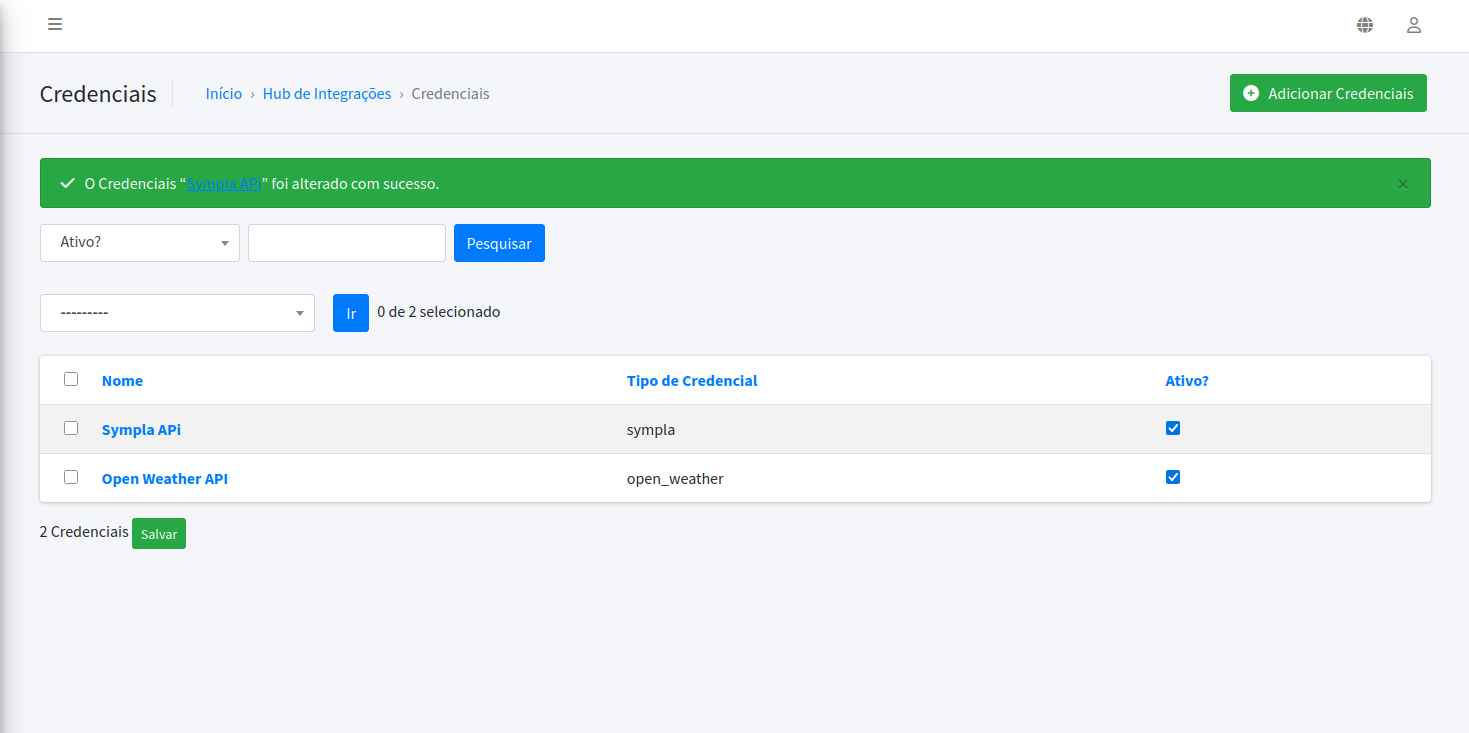 Credenciais
Início › Hub de Integrações › Credenciais
Adicionar Credenciais
O Credenciais “Sympla APi” foi alterado com sucesso.
×
Ativo?
Pesquisar
---------
Ir
0 de 2 selecionado
Nome Tipo de Credencial Ativo?
Sympla APi sympla
Open Weather API open_weather
2 Credenciais Salvar